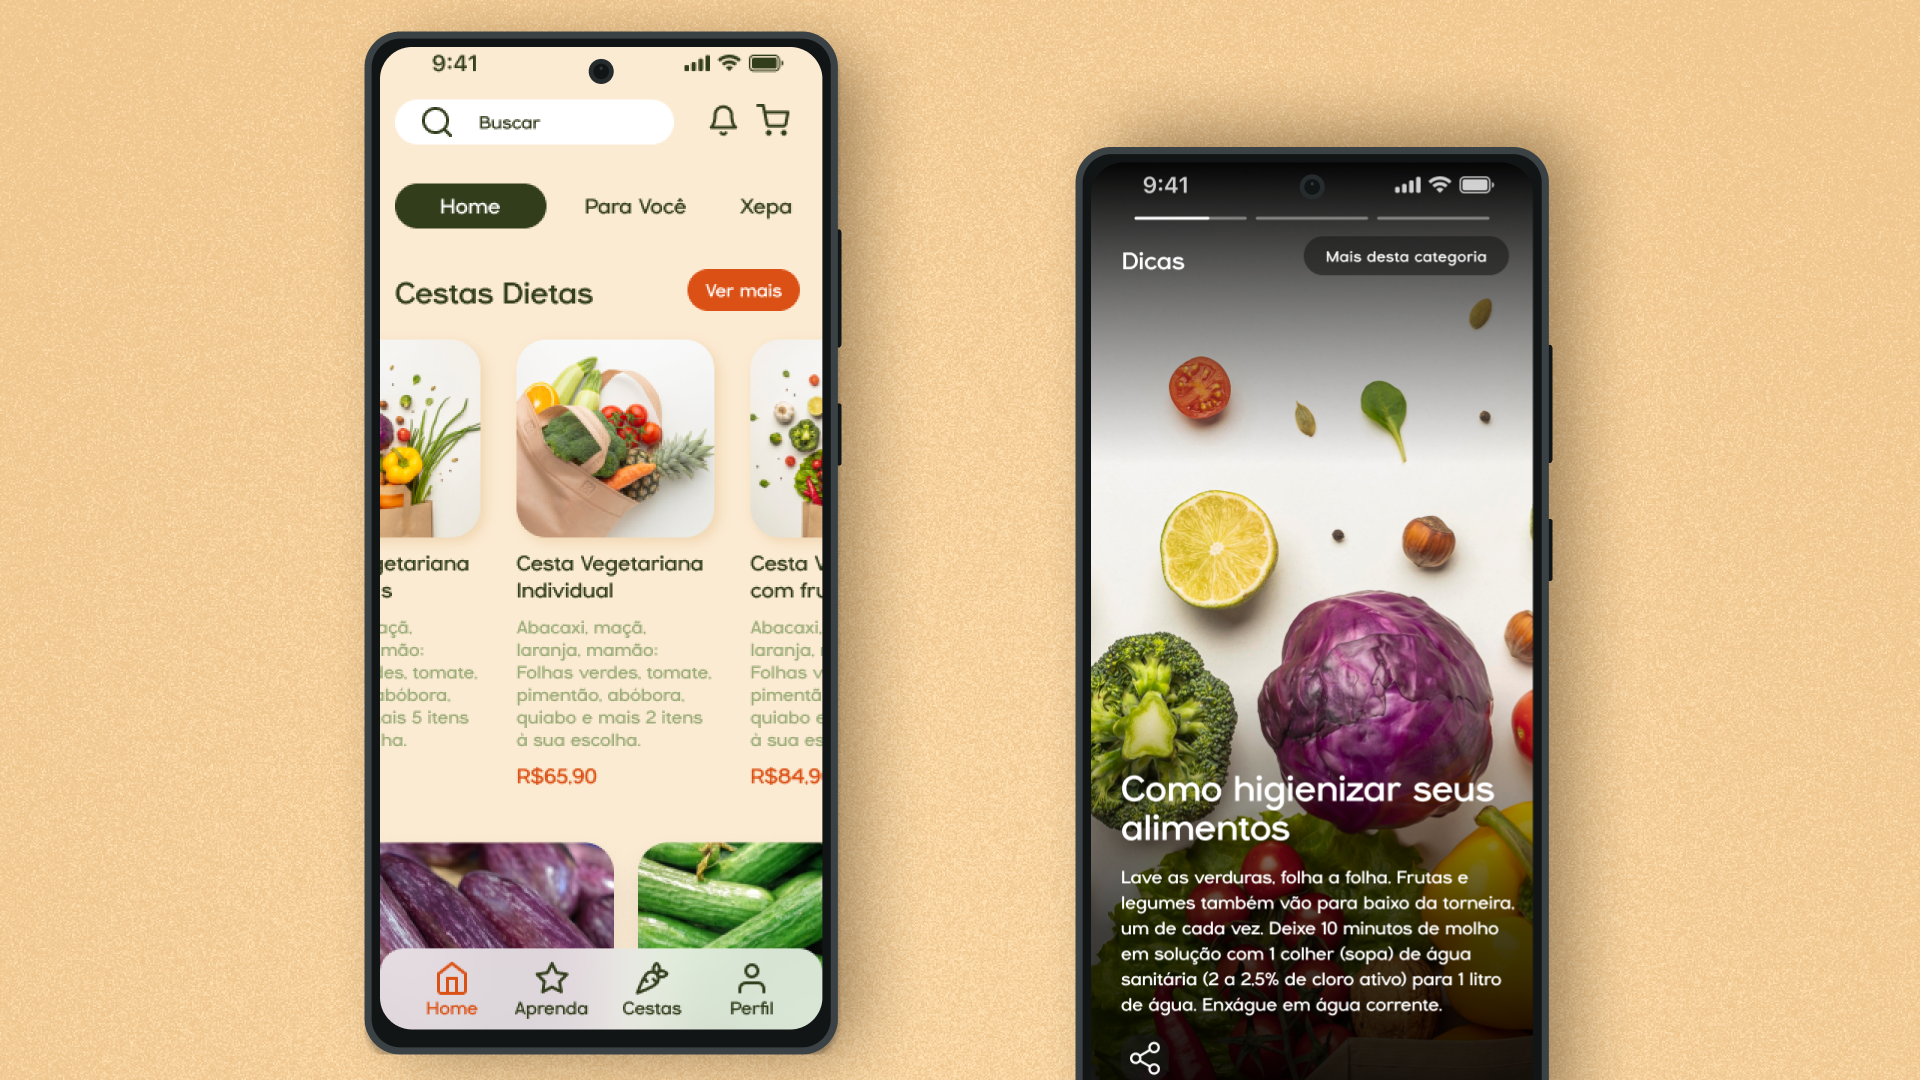 9:41
Buscar
Home
Para Você
Xepa
Cestas Dietas
Ver mais
getariana
s
açã,
mão:
des, tomate,
abóbora,
ais 5 itens
ha.
Cesta Vegetariana
Individual
Abacaxi, maçã,
laranja, mamão:
Folhas verdes, tomate,
pimentão, abóbora,
quiabo e mais 2 itens
à sua escolha.
R$65,90
Cesta V
com fru
Abacaxi,
laranja,
Folhas v
pimentã
quiabo e
à sua es
R$84,9
Home
Aprenda
Cestas
Perfil
9:41
Dicas
Mais desta categoria
Como higienizar seus
alimentos
Lave as verduras, folha a folha. Frutas e
legumes também vão para baixo da torneira,
um de cada vez. Deixe 10 minutos de molho
em solução com 1 colher (sopa) de água
sanitária (2 a 2,5% de cloro ativo) para 1 litro
de água. Enxágue em água corrente.